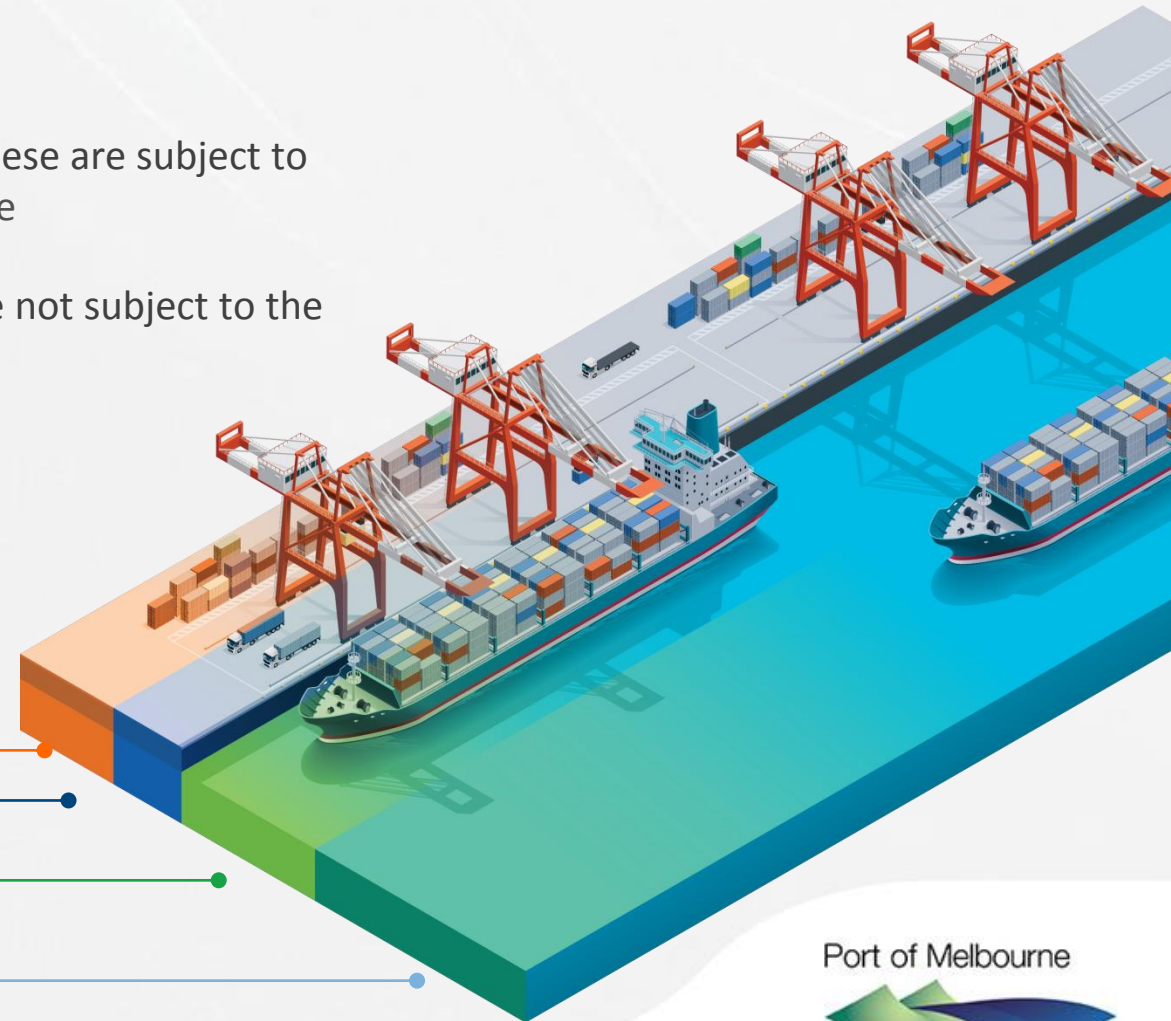 ese are subject to
e
e not subject to the
Port of Melbourne